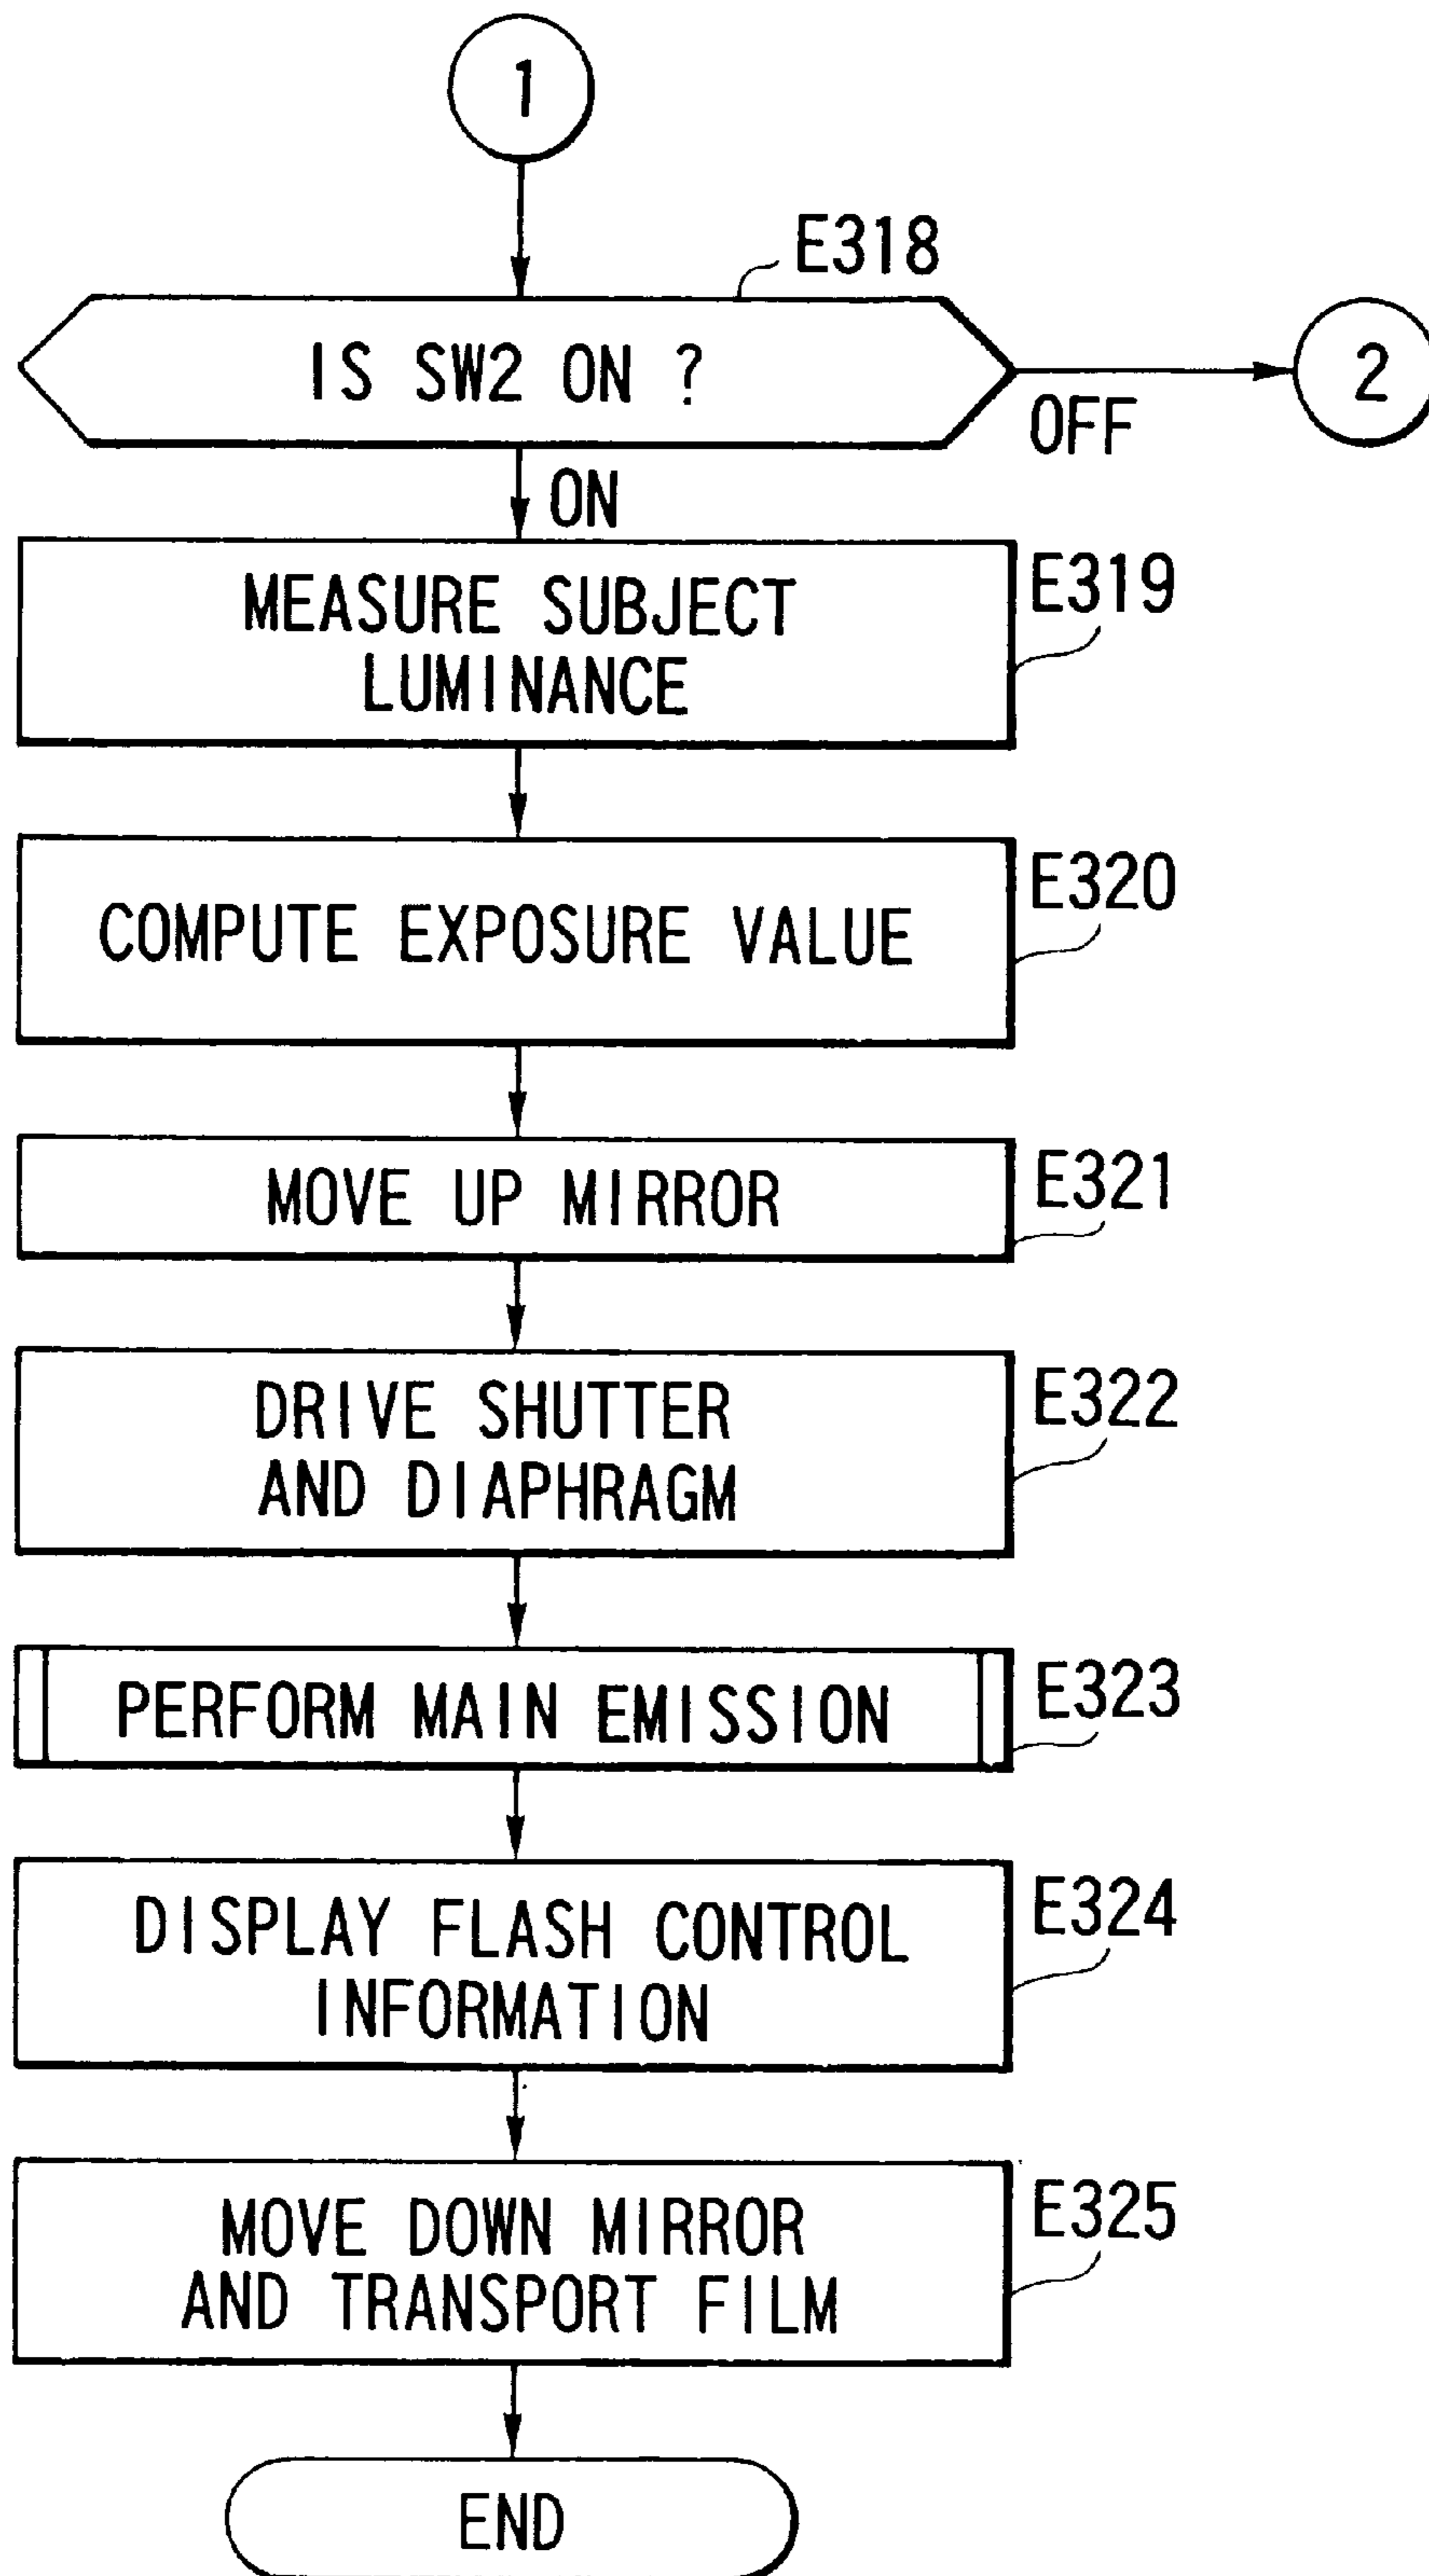 1
E318
IS SW2 ON ?
2
OFF
ON
MEASURE SUBJECT
LUMINANCE
E319
COMPUTE EXPOSURE VALUE
E320
MOVE UP MIRROR
E321
DRIVE SHUTTER
AND DIAPHRAGM
E322
PERFORM MAIN EMISSION
E323
DISPLAY FLASH CONTROL
INFORMATION
E324
MOVE DOWN MIRROR
AND TRANSPORT FILM
E325
END